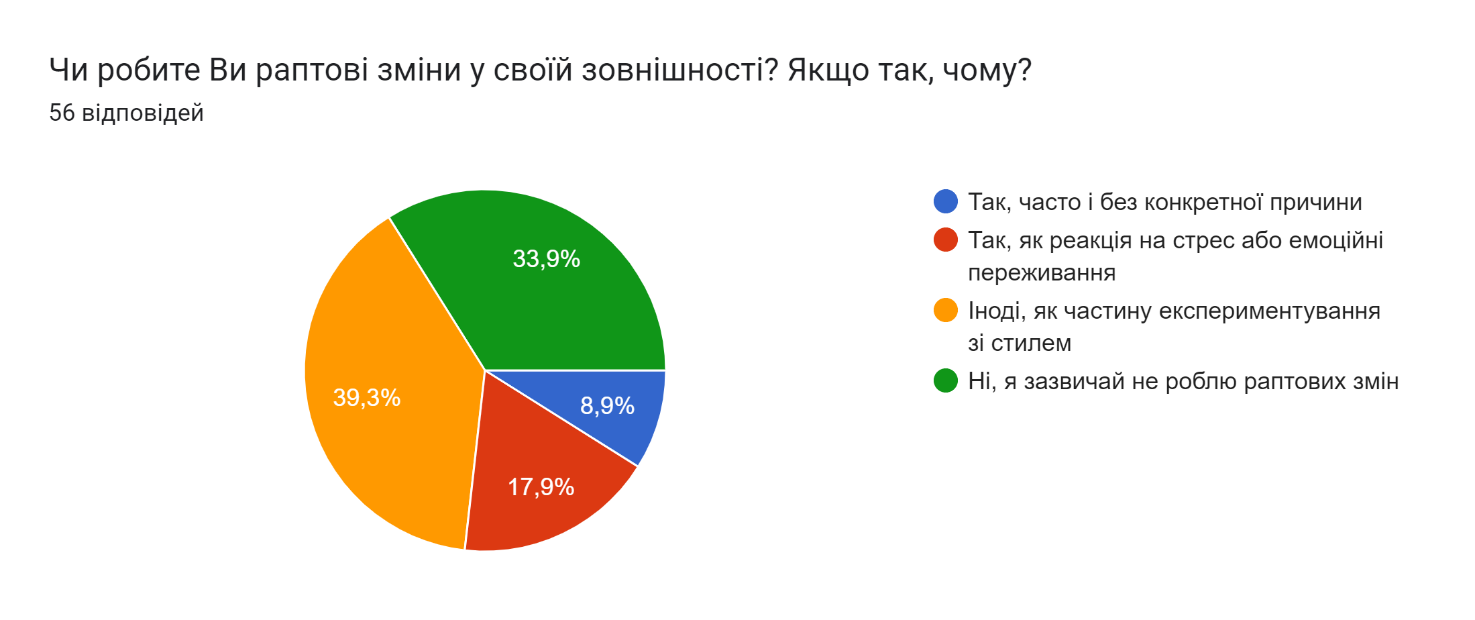 Чи робите Ви раптові зміни у своїй зовнішності? Якщо так, чому?
56 відповідей
33,9%
39,3%
8,9%
17,9%
Так, часто і без конкретної причини
Так, як реакція на стрес або емоційні
переживання
Іноді, як частину експериментування
зі стилем
Ні, я зазвичай не роблю раптових змін